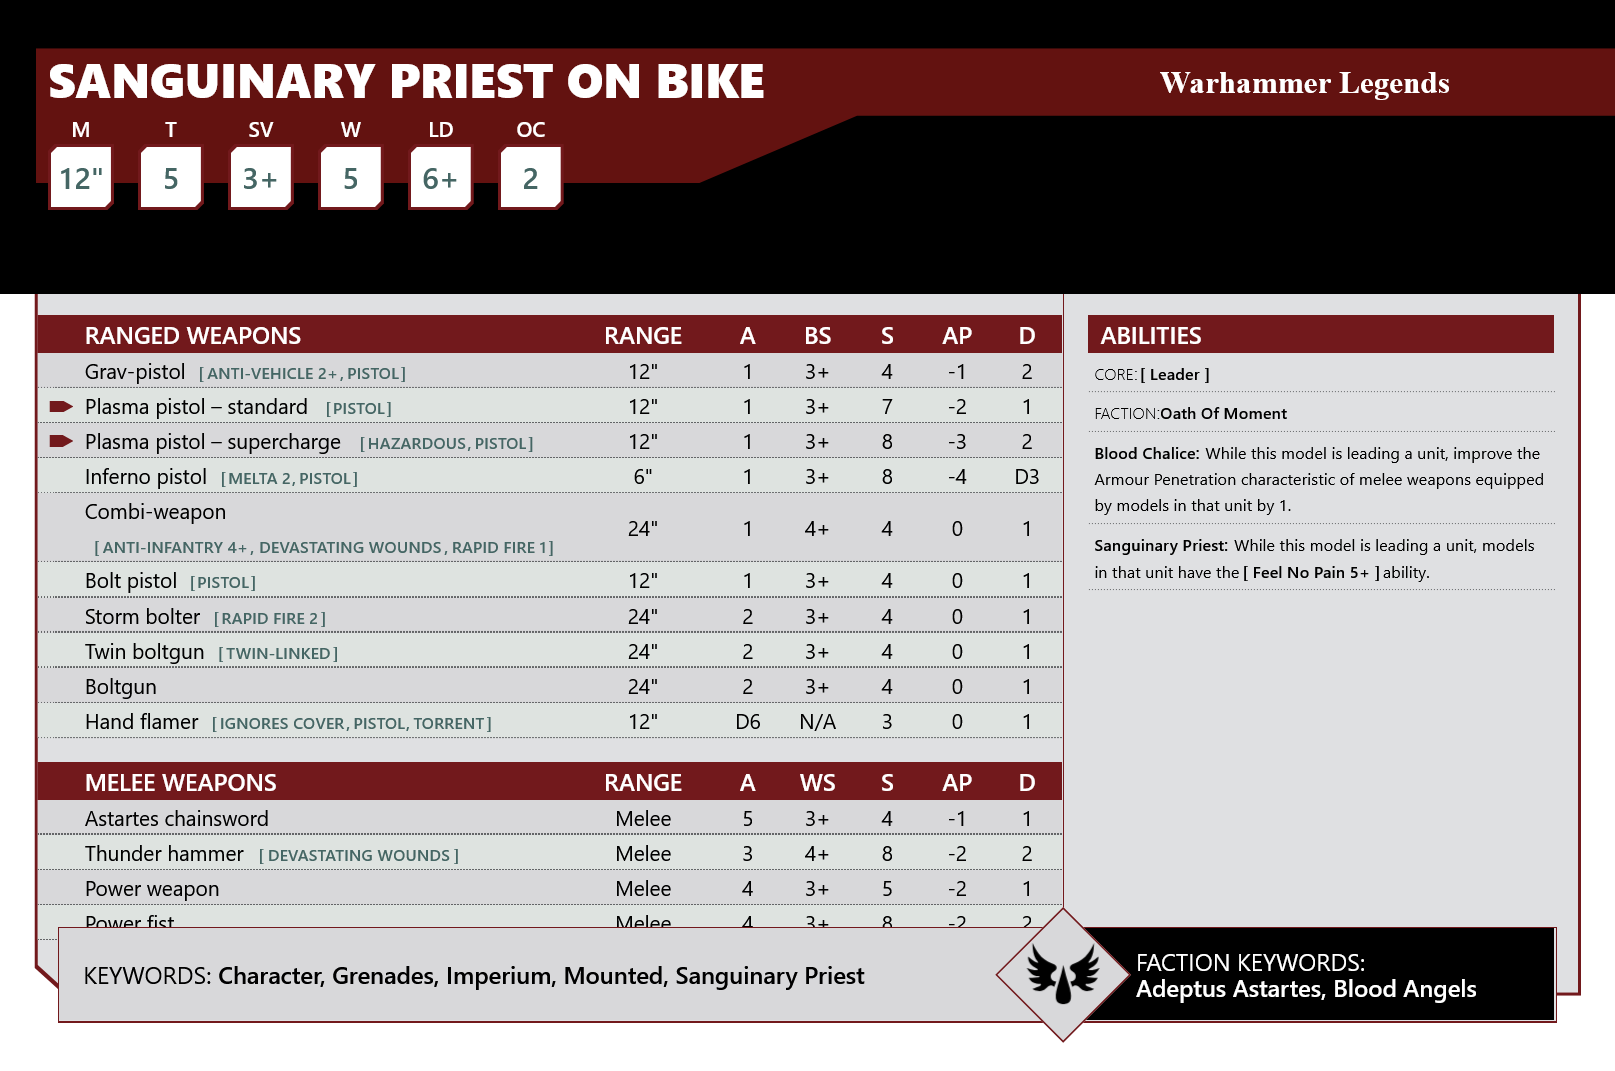 SANGUINARY PRIEST ON BIKE
Warhammer Legends
M T SV W LD OC
12" 5 3+ 5 6+ 2
RANGED WEAPONS RANGE A BS S AP D
Grav-pistol [ANTI-VEHICLE 2+, PISTOL] 12" 1 3+ 4 -1 2
Plasma pistol – standard [PISTOL] 12" 1 3+ 7 -2 1
Plasma pistol – supercharge [HAZARDOUS, PISTOL] 12" 1 3+ 8 -3 2
Inferno pistol [MELTA 2, PISTOL] 6" 1 3+ 8 -4 D3
Combi-weapon
24" 1 4+ 4 0 1
[ANTI-INFANTRY 4+, DEVASTATING WOUNDS, RAPID FIRE 1]
Bolt pistol [PISTOL] 12" 1 3+ 4 0 1
Storm bolter [RAPID FIRE 2] 24" 2 3+ 4 0 1
Twin boltgun [TWIN-LINKED] 24" 2 3+ 4 0 1
Boltgun 24" 2 3+ 4 0 1
Hand flamer [IGNORES COVER, PISTOL, TORRENT] 12" D6 N/A 3 0 1
MELEE WEAPONS RANGE A WS S AP D
Astartes chainsword Melee 5 3+ 4 -1 1
Thunder hammer [DEVASTATING WOUNDS] Melee 3 4+ 8 -2 2
Power weapon Melee 4 3+ 5 -2 1
Power fist Melee 4 3+ 8 -2 2
ABILITIES
CORE: [ Leader ]
FACTION: Oath Of Moment
Blood Chalice: While this model is leading a unit, improve the
Armour Penetration characteristic of melee weapons equipped
by models in that unit by 1.
Sanguinary Priest: While this model is leading a unit, models
in that unit have the [ Feel No Pain 5+ ] ability.
KEYWORDS: Character, Grenades, Imperium, Mounted, Sanguinary Priest
FACTION KEYWORDS:
Adeptus Astartes, Blood Angels